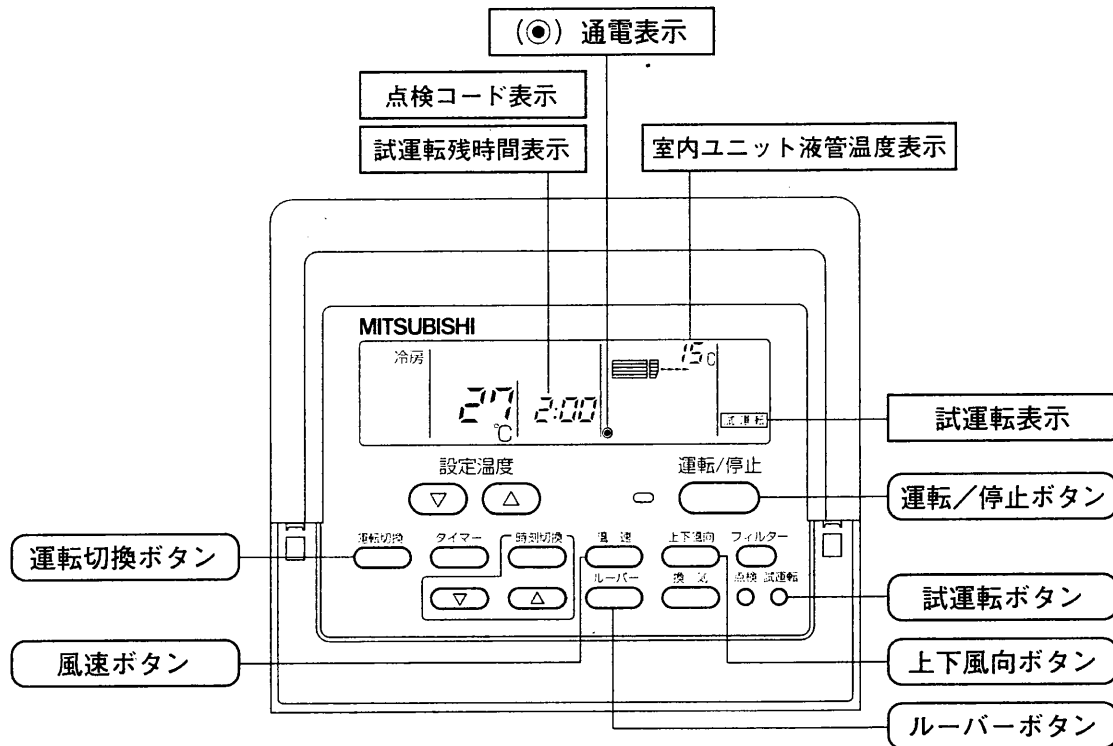 (◉) 通電表示
点検コード表示
試運転残時間表示
室内ユニット液管温度表示
MITSUBISHI
冷房
27
℃
2:00
15C
試運転
試運転表示
設定温度
運転/停止
▽ △
運転/停止ボタン
運転切換ボタン
運転切換 タイマー 時刻切換 風速 上下風向 フィルター
ルーバー 換気 点検 試運転
▽ △
試運転ボタン
風速ボタン
上下風向ボタン
ルーバーボタン